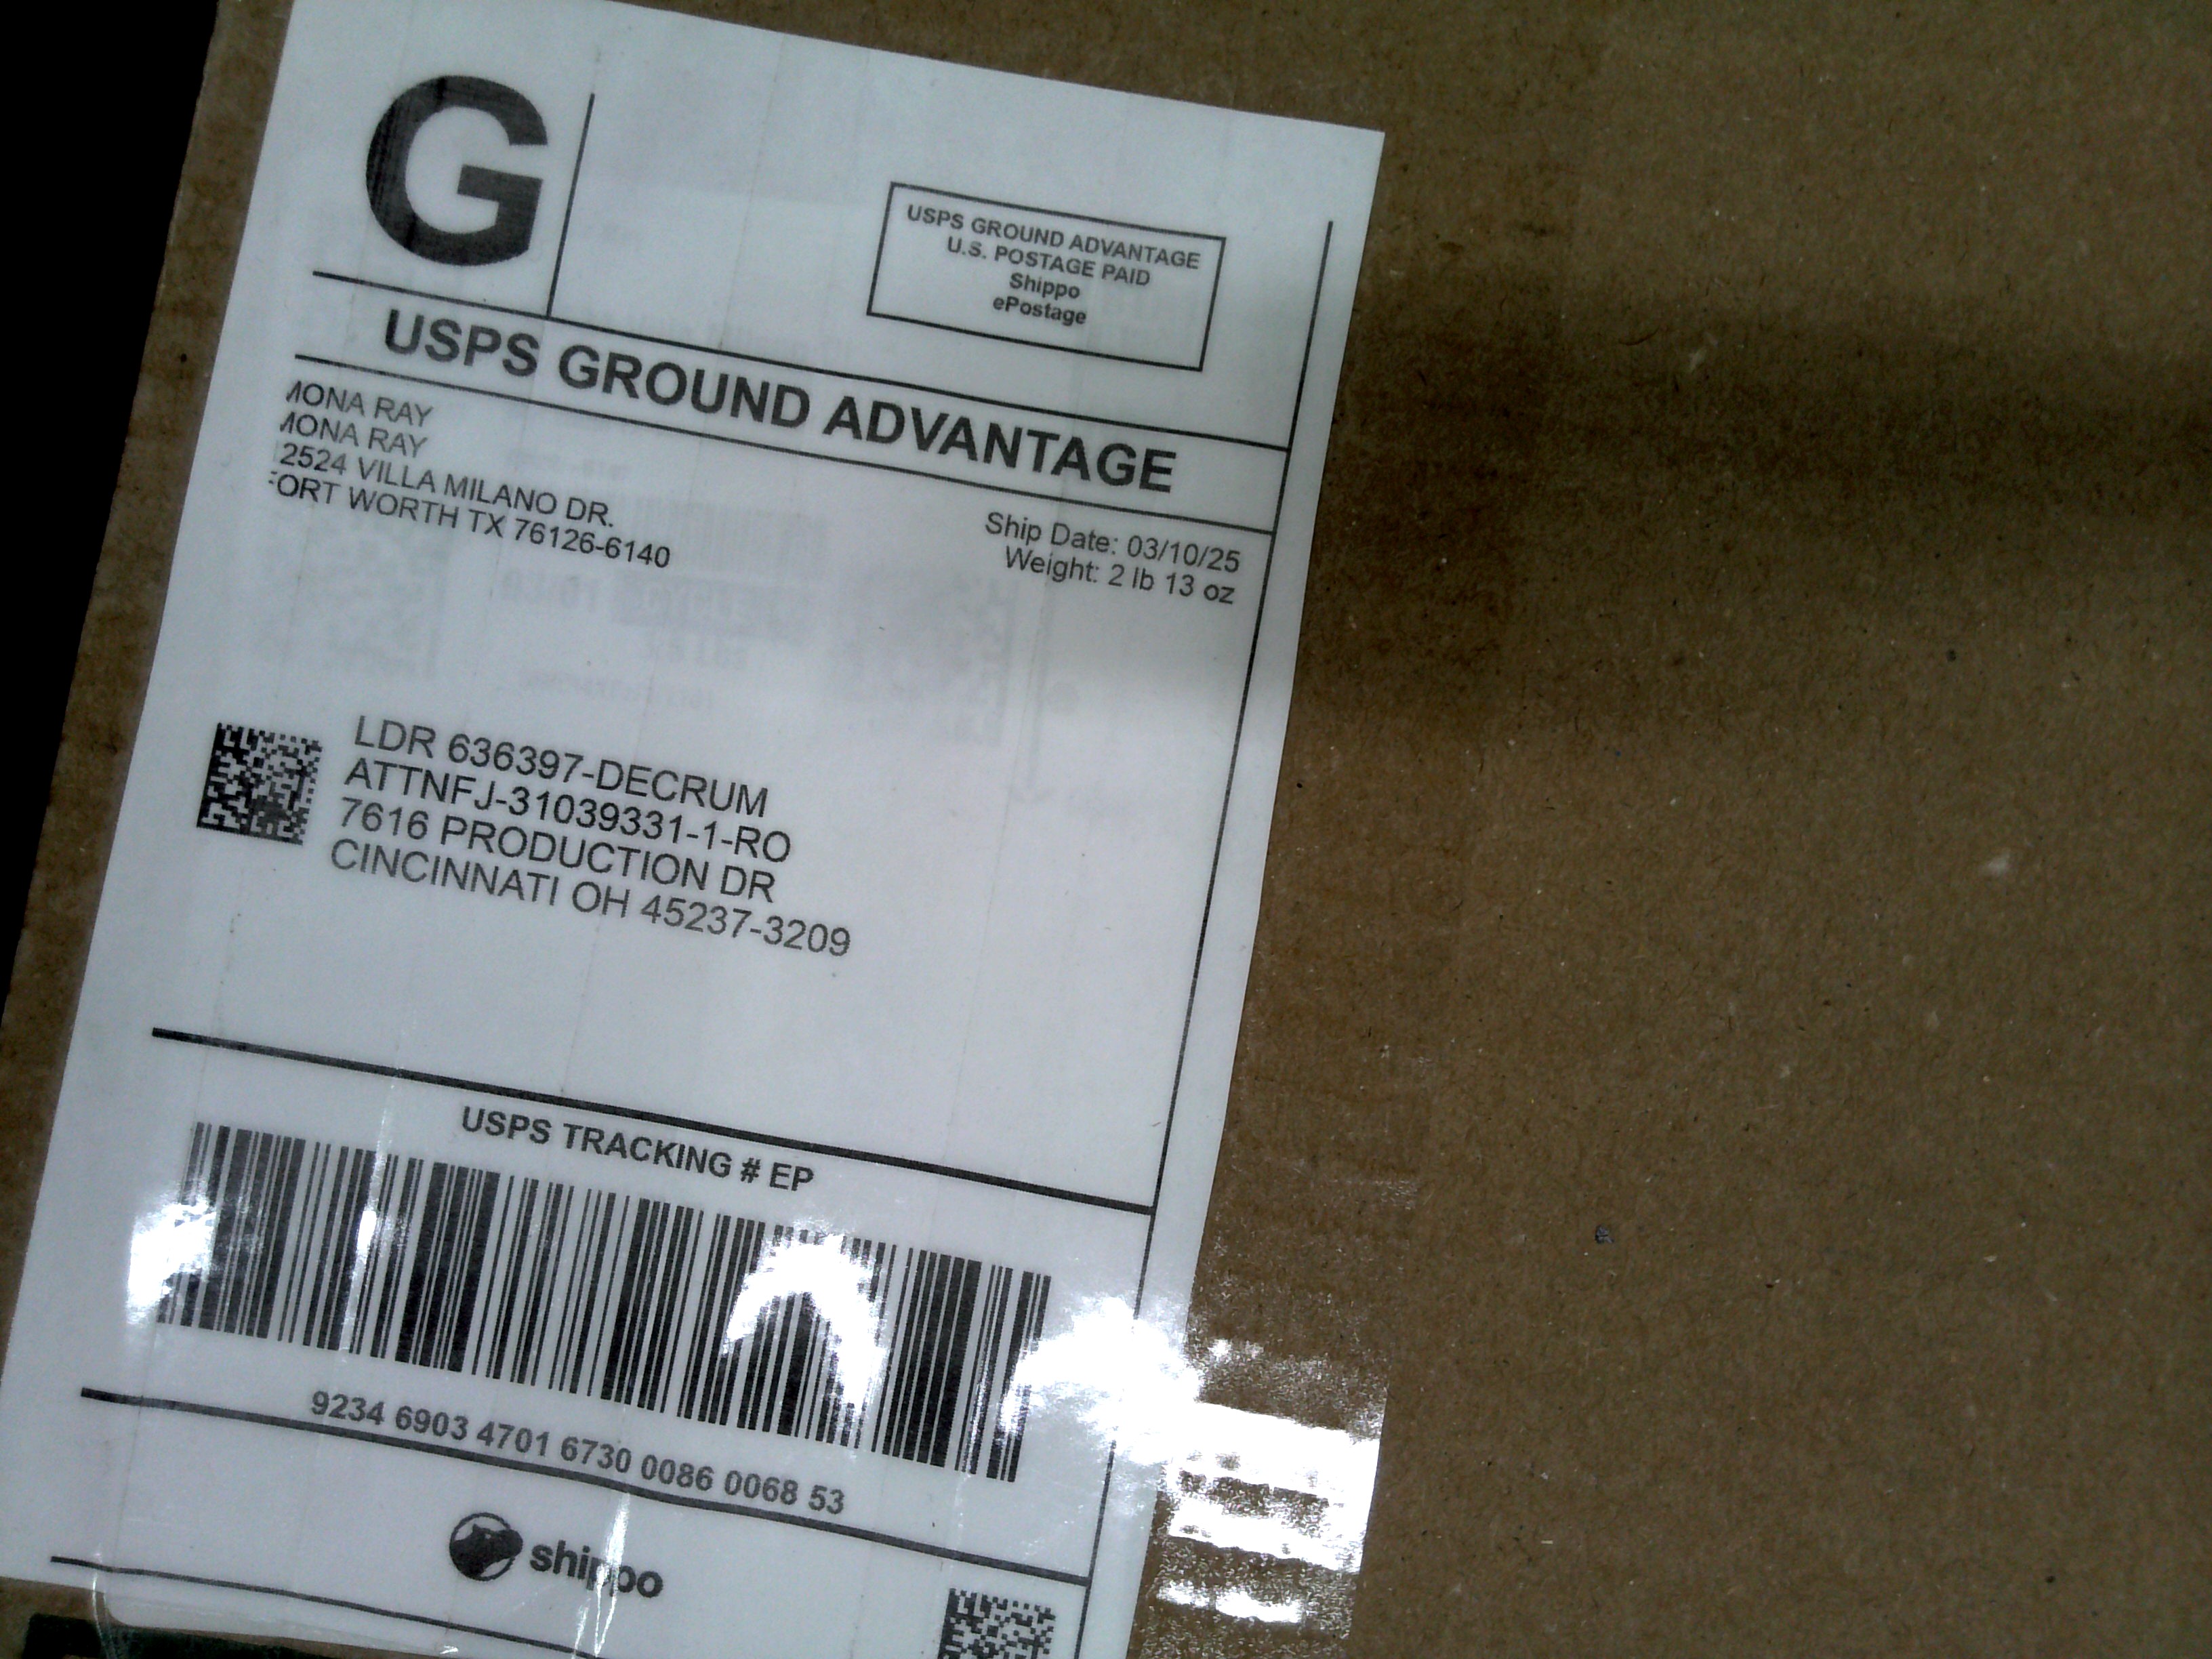 G
USPS GROUND ADVANTAGE
U.S. POSTAGE PAID
Shippo
ePostage
USPS GROUND ADVANTAGE
MONA RAY
MONA RAY
2524 VILLA MILANO DR.
FORT WORTH TX 76126-6140
Ship Date: 03/10/25
Weight: 2 lb 13 oz
LDR 636397-DECRUM
ATTNFJ-31039331-1-RO
7616 PRODUCTION DR
CINCINNATI OH 45237-3209
USPS TRACKING # EP
9234 6903 4701 6730 0086 0068 53
shippo